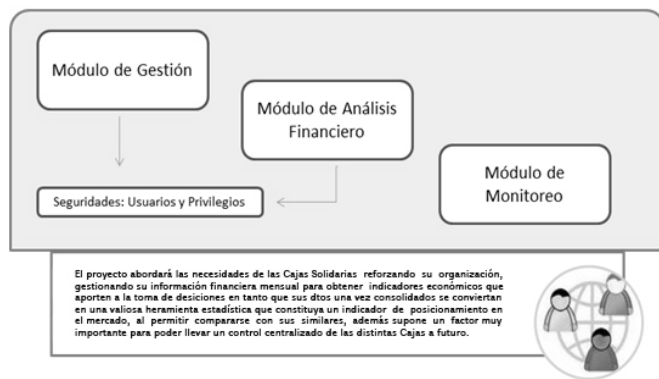 Módulo de Gestión
Módulo de Análisis
Financiero
Módulo de
Monitoreo
Seguridades: Usuarios y Privilegios
El proyecto abordará las necesidades de las Cajas Solidarias reforzando su organización,
gestionando su información financiera mensual para obtener indicadores económicos que
aporten a la toma de desiciones en tanto que sus dtos una vez consolidados se conviertan
en una valiosa heramienta estadística que constituya un indicador de posicionamiento en
el mercado, al permitir compararse con sus similares, además supone un factor muy
importante para poder llevar un control centralizado de las distintas Cajas a futuro.